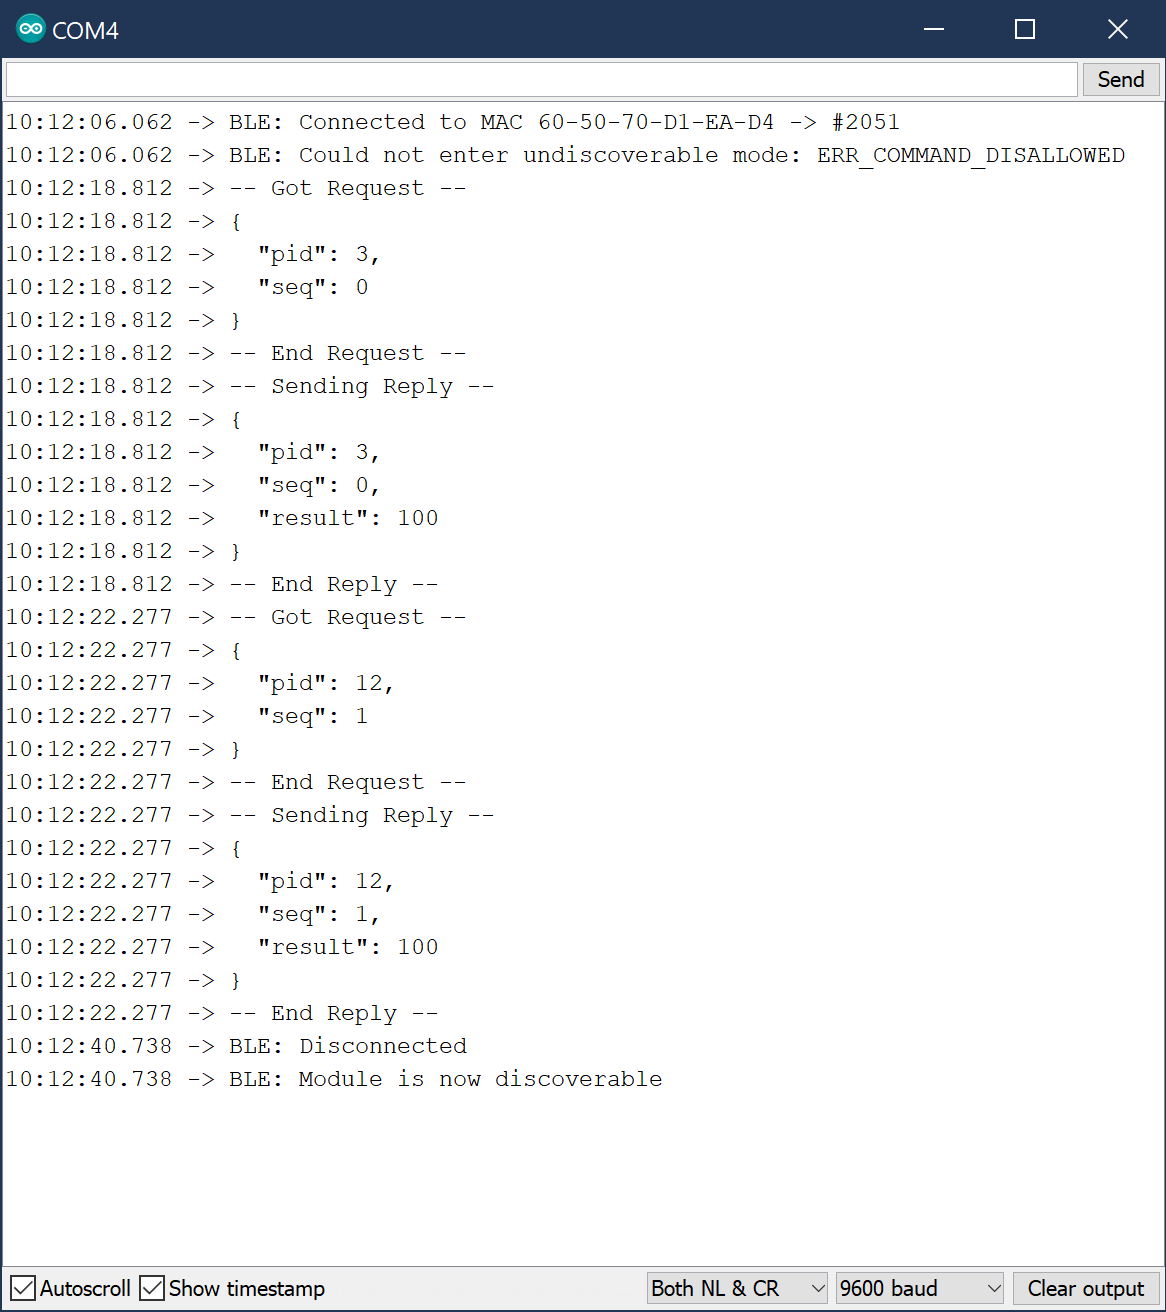 COM4
Send
10:12:06.062 -> BLE: Connected to MAC 60-50-70-D1-EA-D4 -> #2051
10:12:06.062 -> BLE: Could not enter undiscoverable mode: ERR_COMMAND_DISALLOWED
10:12:18.812 -> -- Got Request --
10:12:18.812 -> {
10:12:18.812 ->   "pid": 3,
10:12:18.812 ->   "seq": 0
10:12:18.812 -> }
10:12:18.812 -> -- End Request --
10:12:18.812 -> -- Sending Reply --
10:12:18.812 -> {
10:12:18.812 ->   "pid": 3,
10:12:18.812 ->   "seq": 0,
10:12:18.812 ->   "result": 100
10:12:18.812 -> }
10:12:18.812 -> -- End Reply --
10:12:22.277 -> -- Got Request --
10:12:22.277 -> {
10:12:22.277 ->   "pid": 12,
10:12:22.277 ->   "seq": 1
10:12:22.277 -> }
10:12:22.277 -> -- End Request --
10:12:22.277 -> -- Sending Reply --
10:12:22.277 -> {
10:12:22.277 ->   "pid": 12,
10:12:22.277 ->   "seq": 1,
10:12:22.277 ->   "result": 100
10:12:22.277 -> }
10:12:22.277 -> -- End Reply --
10:12:40.738 -> BLE: Disconnected
10:12:40.738 -> BLE: Module is now discoverable
Autoscroll Show timestamp Both NL & CR 9600 baud Clear output